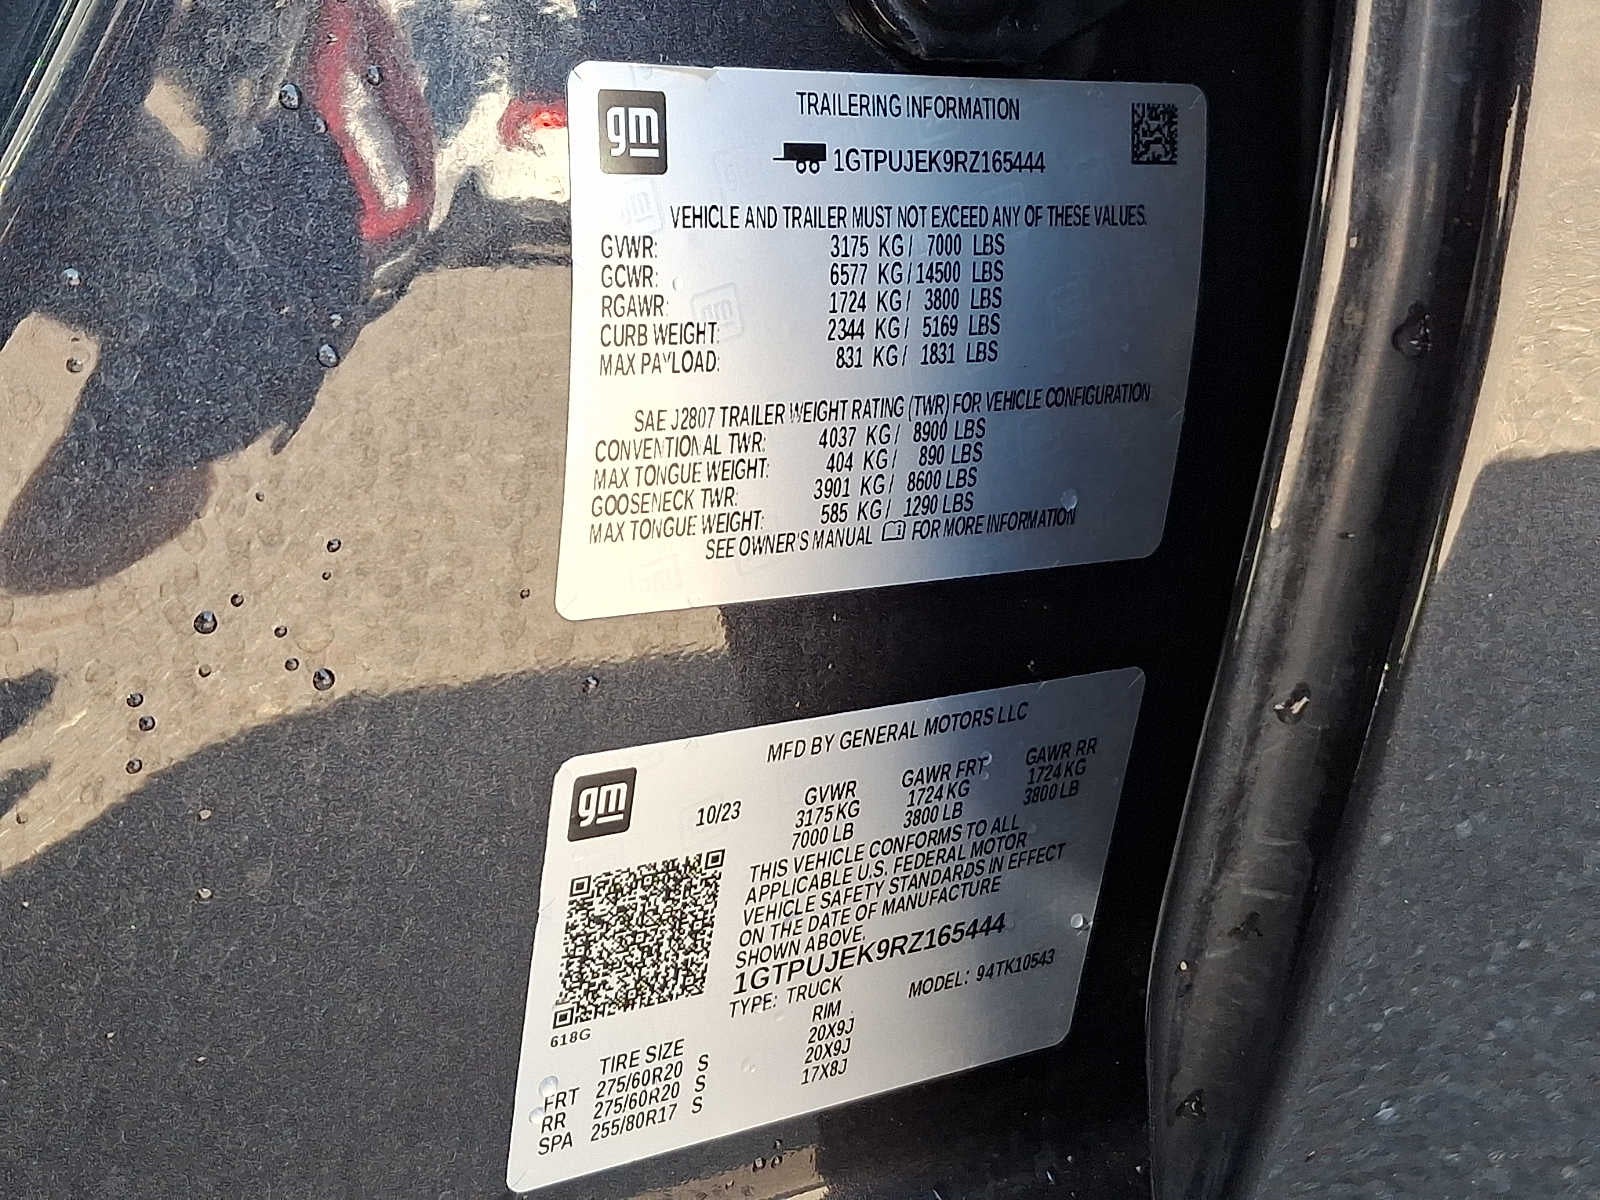 gm
TRAILERING INFORMATION
1GTPUJEK9RZ165444
VEHICLE AND TRAILER MUST NOT EXCEED ANY OF THESE VALUES.
GVWR: 3175 KG/ 7000 LBS
GCWR: 6577 KG/14500 LBS
RGAWR: 1724 KG/ 3800 LBS
CURB WEIGHT: 2344 KG/ 5169 LBS
MAX PAYLOAD: 831 KG/ 1831 LBS
SAE J2807 TRAILER WEIGHT RATING (TWR) FOR VEHICLE CONFIGURATION
CONVENTIONAL TWR: 4037 KG/ 8900 LBS
MAX TONGUE WEIGHT: 404 KG/ 890 LBS
GOOSENECK TWR: 3901 KG/ 8600 LBS
MAX TONGUE WEIGHT: 585 KG/ 1290 LBS
SEE OWNER'S MANUAL FOR MORE INFORMATION
MFD BY GENERAL MOTORS LLC
gm
10/23 GVWR GAWR FRT GAWR RR
3175 KG 1724 KG 1724 KG
7000 LB 3800 LB 3800 LB
THIS VEHICLE CONFORMS TO ALL
APPLICABLE U.S. FEDERAL MOTOR
VEHICLE SAFETY STANDARDS IN EFFECT
ON THE DATE OF MANUFACTURE
SHOWN ABOVE.
1GTPUJEK9RZ165444
TYPE: TRUCK MODEL: 94TK10543
618G
TIRE SIZE RIM
FRT 275/60R20 S 20X9J
RR 275/60R20 S 20X9J
SPA 255/80R17 S 17X8J